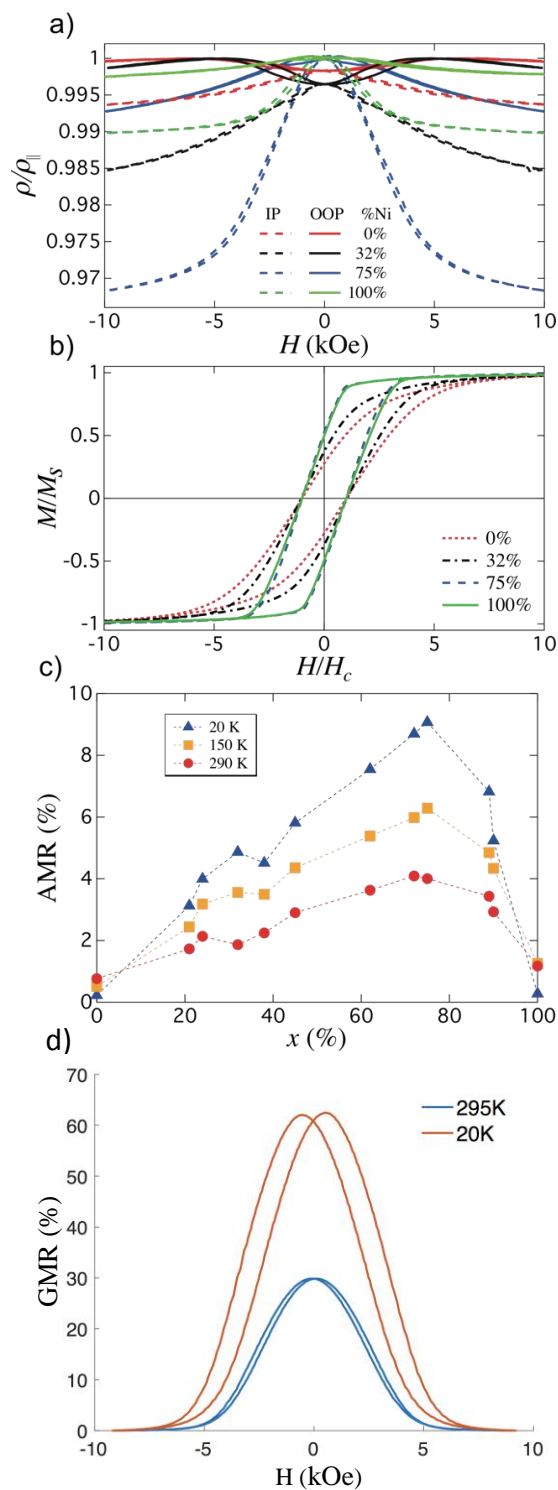 a)
1
0.995
0.99
0.985
0.98
0.975
0.97
ρ/ρ∥
IP OOP %Ni
0%
32%
75%
100%
-10 -5 0 5 10
H (kOe)
b)
1
0.5
0
-0.5
-1
M/M_S
0%
32%
75%
100%
-10 -5 0 5 10
H/H_c
c)
10
8
6
4
2
0
AMR (%)
20 K
150 K
290 K
0 20 40 60 80 100
x (%)
d)
70
60
50
40
30
20
10
0
GMR (%)
295K
20K
-10 -5 0 5 10
H (kOe)